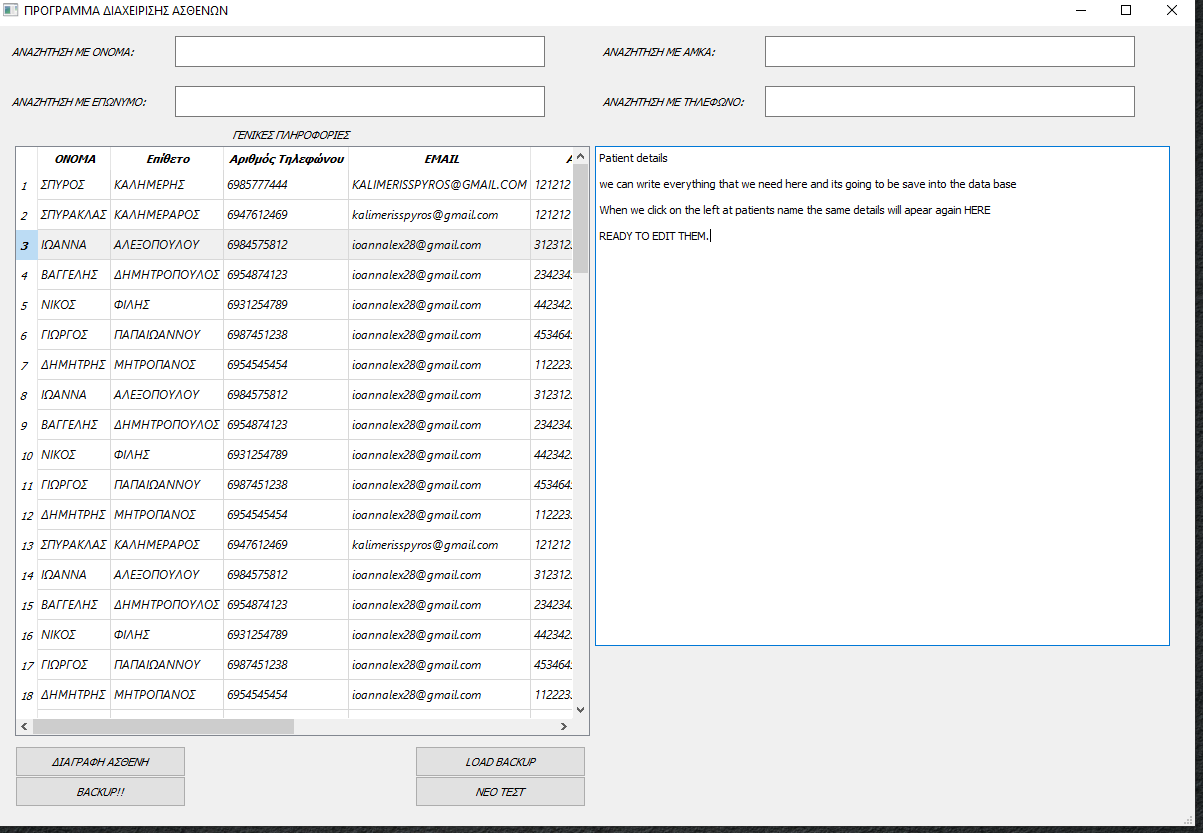 ΠΡΟΓΡΑΜΜΑ ΔΙΑΧΕΙΡΙΣΗΣ ΑΣΘΕΝΩΝ
ΑΝΑΖΗΤΗΣΗ ΜΕ ΟΝΟΜΑ: ΑΝΑΖΗΤΗΣΗ ΜΕ ΑΜΚΑ:
ΑΝΑΖΗΤΗΣΗ ΜΕ ΕΠΩΝΥΜΟ: ΑΝΑΖΗΤΗΣΗ ΜΕ ΤΗΛΕΦΩΝΟ:
ΓΕΝΙΚΕΣ ΠΛΗΡΟΦΟΡΙΕΣ
ΟΝΟΜΑ Επίθετο Αριθμός Τηλεφώνου EMAIL
1 ΣΠΥΡΟΣ ΚΑΛΗΜΕΡΗΣ 6985777444 KALIMERISSPYROS@GMAIL.COM 121212
2 ΣΠΥΡΑΚΛΑΣ ΚΑΛΗΜΕΡΑΡΟΣ 6947612469 kalimerisspyros@gmail.com 121212
3 ΙΩΑΝΝΑ ΑΛΕΞΟΠΟΥΛΟΥ 6984575812 ioannalex28@gmail.com 312312
4 ΒΑΓΓΕΛΗΣ ΔΗΜΗΤΡΟΠΟΥΛΟΣ 6954874123 ioannalex28@gmail.com 234234
5 ΝΙΚΟΣ ΦΙΛΗΣ 6931254789 ioannalex28@gmail.com 442342
6 ΓΙΩΡΓΟΣ ΠΑΠΑΙΩΑΝΝΟΥ 6987451238 ioannalex28@gmail.com 453464
7 ΔΗΜΗΤΡΗΣ ΜΗΤΡΟΠΑΝΟΣ 6954545454 ioannalex28@gmail.com 112223
8 ΙΩΑΝΝΑ ΑΛΕΞΟΠΟΥΛΟΥ 6984575812 ioannalex28@gmail.com 312312
9 ΒΑΓΓΕΛΗΣ ΔΗΜΗΤΡΟΠΟΥΛΟΣ 6954874123 ioannalex28@gmail.com 234234
10 ΝΙΚΟΣ ΦΙΛΗΣ 6931254789 ioannalex28@gmail.com 442342
11 ΓΙΩΡΓΟΣ ΠΑΠΑΙΩΑΝΝΟΥ 6987451238 ioannalex28@gmail.com 453464
12 ΔΗΜΗΤΡΗΣ ΜΗΤΡΟΠΑΝΟΣ 6954545454 ioannalex28@gmail.com 112223
13 ΣΠΥΡΑΚΛΑΣ ΚΑΛΗΜΕΡΑΡΟΣ 6947612469 kalimerisspyros@gmail.com 121212
14 ΙΩΑΝΝΑ ΑΛΕΞΟΠΟΥΛΟΥ 6984575812 ioannalex28@gmail.com 312312
15 ΒΑΓΓΕΛΗΣ ΔΗΜΗΤΡΟΠΟΥΛΟΣ 6954874123 ioannalex28@gmail.com 234234
16 ΝΙΚΟΣ ΦΙΛΗΣ 6931254789 ioannalex28@gmail.com 442342
17 ΓΙΩΡΓΟΣ ΠΑΠΑΙΩΑΝΝΟΥ 6987451238 ioannalex28@gmail.com 453464
18 ΔΗΜΗΤΡΗΣ ΜΗΤΡΟΠΑΝΟΣ 6954545454 ioannalex28@gmail.com 112223
Patient details
we can write everything that we need here and its going to be save into the data base
When we click on the left at patients name the same details will apear again HERE
READY TO EDIT THEM.
ΔΙΑΓΡΑΦΗ ΑΣΘΕΝΗ LOAD BACKUP
BACKUP!! ΝΕΟ ΤΕΣΤ